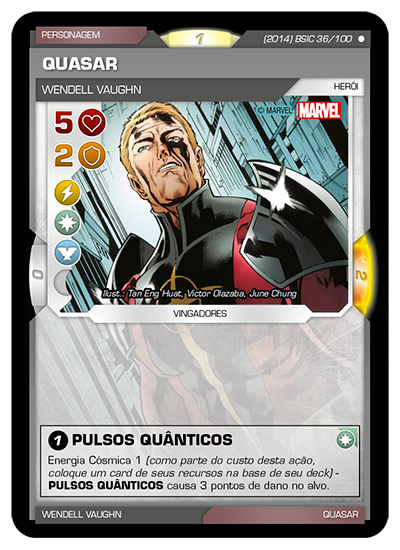 PERSONAGEM
1
(2014) BSIC 36/100 ●
QUASAR
WENDELL VAUGHN
HERÓI
5
© MARVEL MARVEL
2
0
2
Ilust.: Tan Eng Huat, Victor Olazaba, June Chung
VINGADORES
1 PULSOS QUÂNTICOS
Energia Cósmica 1 (como parte do custo desta ação,
coloque um card de seus recursos na base de seu deck) -
PULSOS QUÂNTICOS causa 3 pontos de dano no alvo.
WENDELL VAUGHN
QUASAR